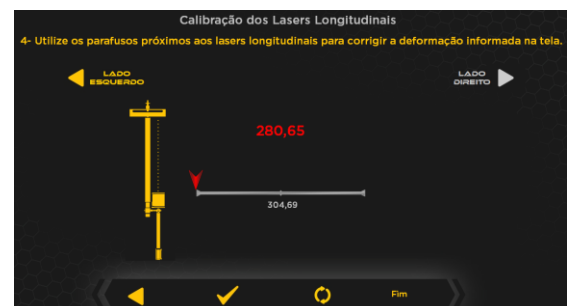 Calibração dos Lasers Longitudinais
4- Utilize os parafusos próximos aos lasers longitudinais para corrigir a deformação informada na tela.
LADO
ESQUERDO
LADO
DIREITO
280,65
304,69
Fim